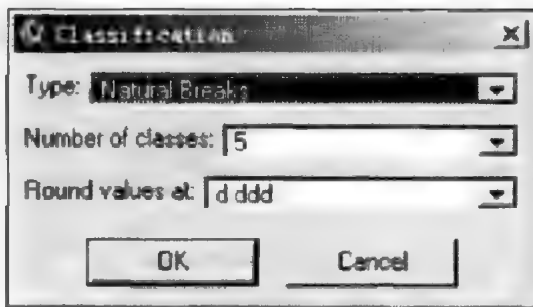 Classification
Type: Natural Breaks
Number of classes: 5
Round values at: d.ddd
OK Cancel